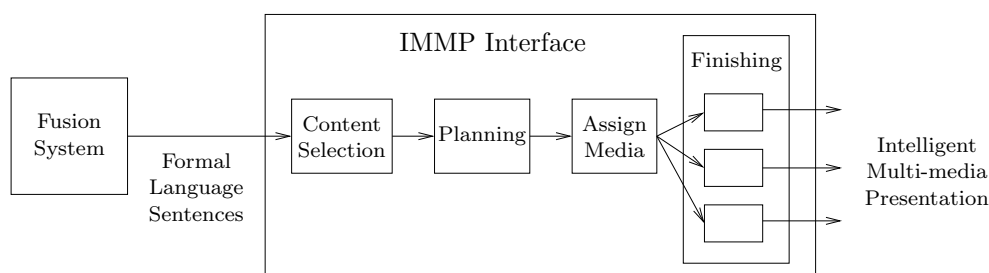 IMMP Interface
Fusion
System
Formal
Language
Sentences
Content
Selection
Planning
Assign
Media
Finishing
Intelligent
Multi-media
Presentation